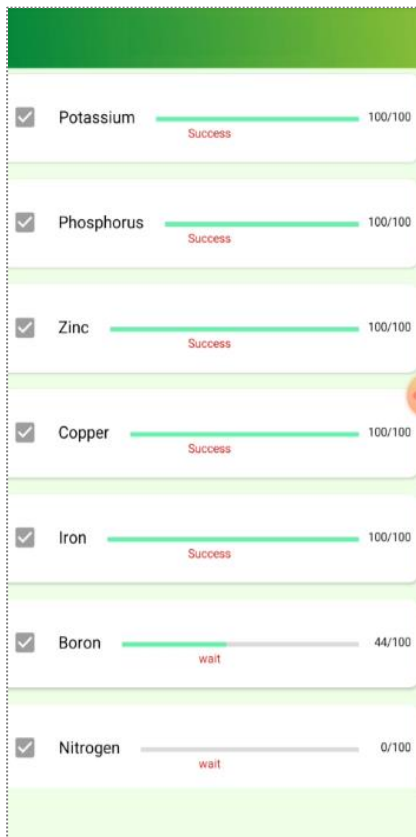 Potassium 100/100
Success
Phosphorus 100/100
Success
Zinc 100/100
Success
Copper 100/100
Success
Iron 100/100
Success
Boron 44/100
wait
Nitrogen 0/100
wait